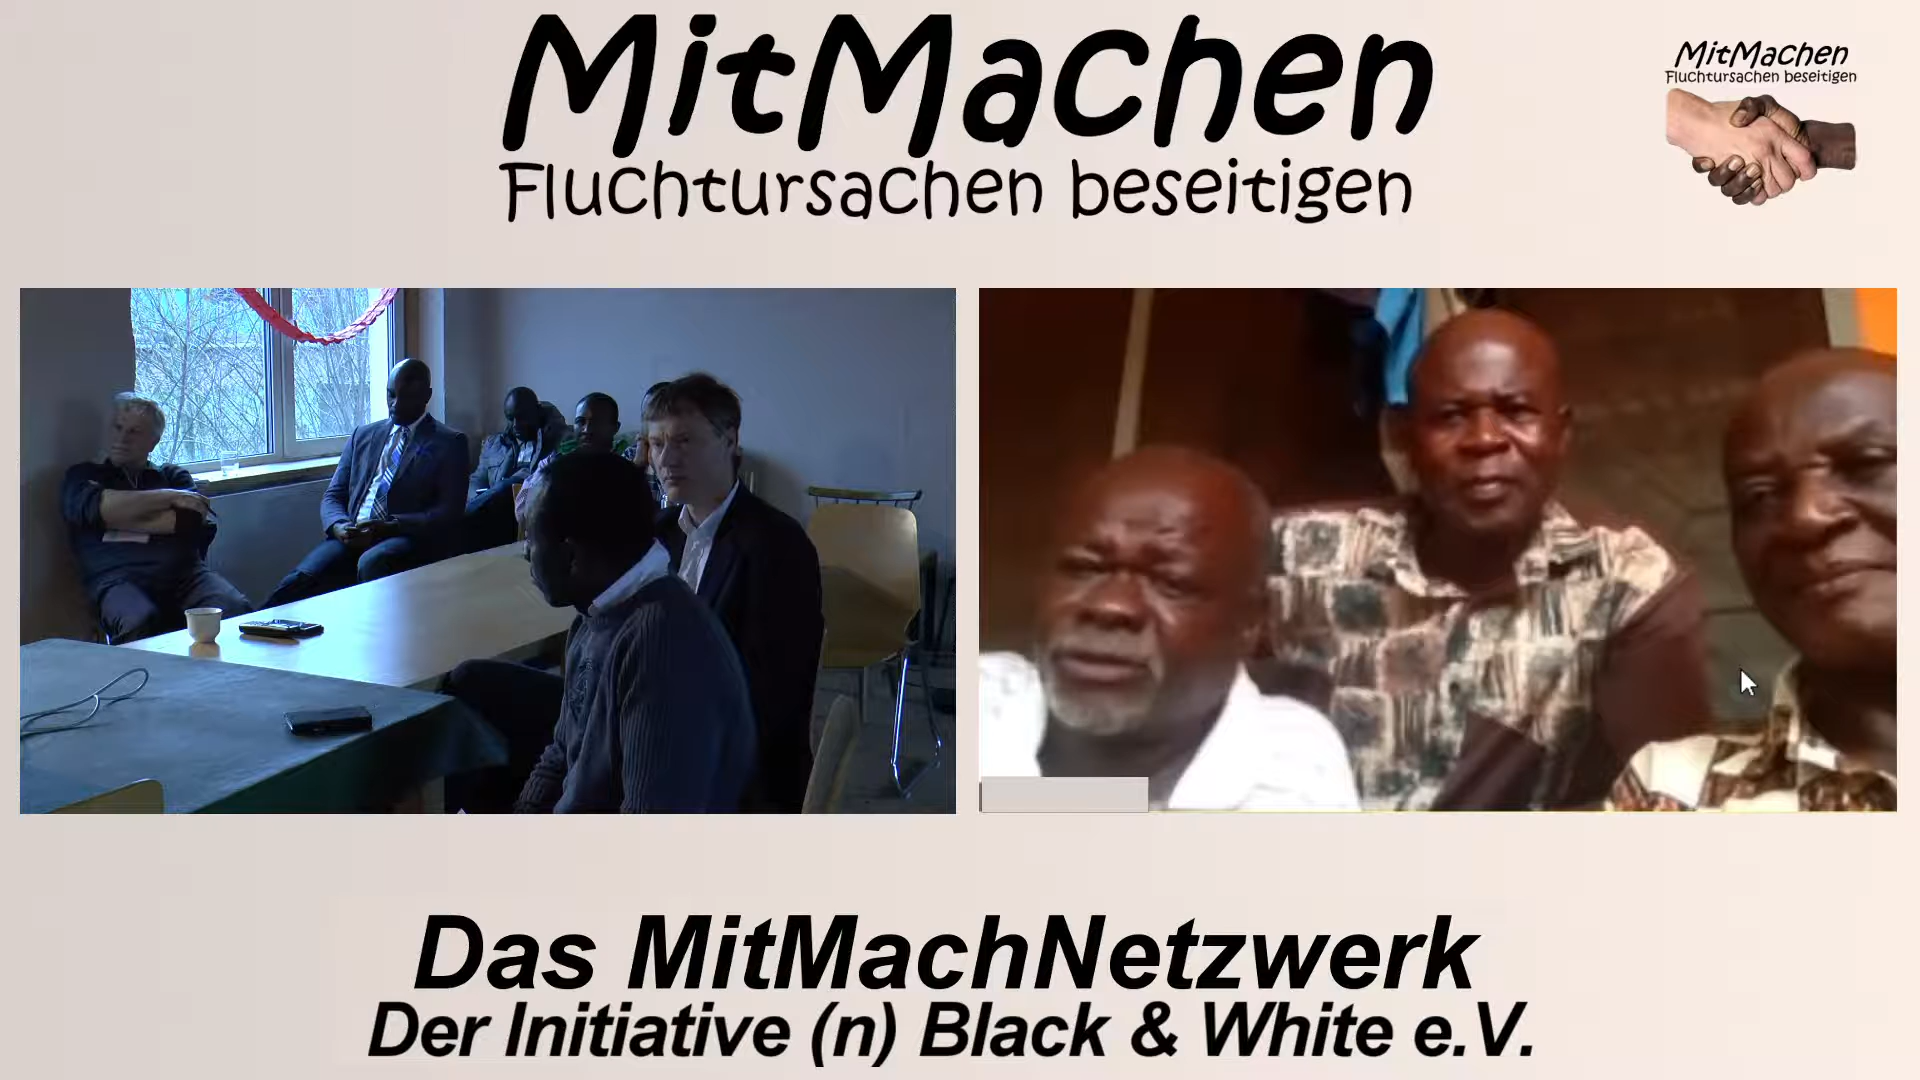 MitMachen
Fluchtursachen beseitigen
MitMachen
Fluchtursachen beseitigen
Das MitMachNetzwerk
Der Initiative (n) Black & White e.V.